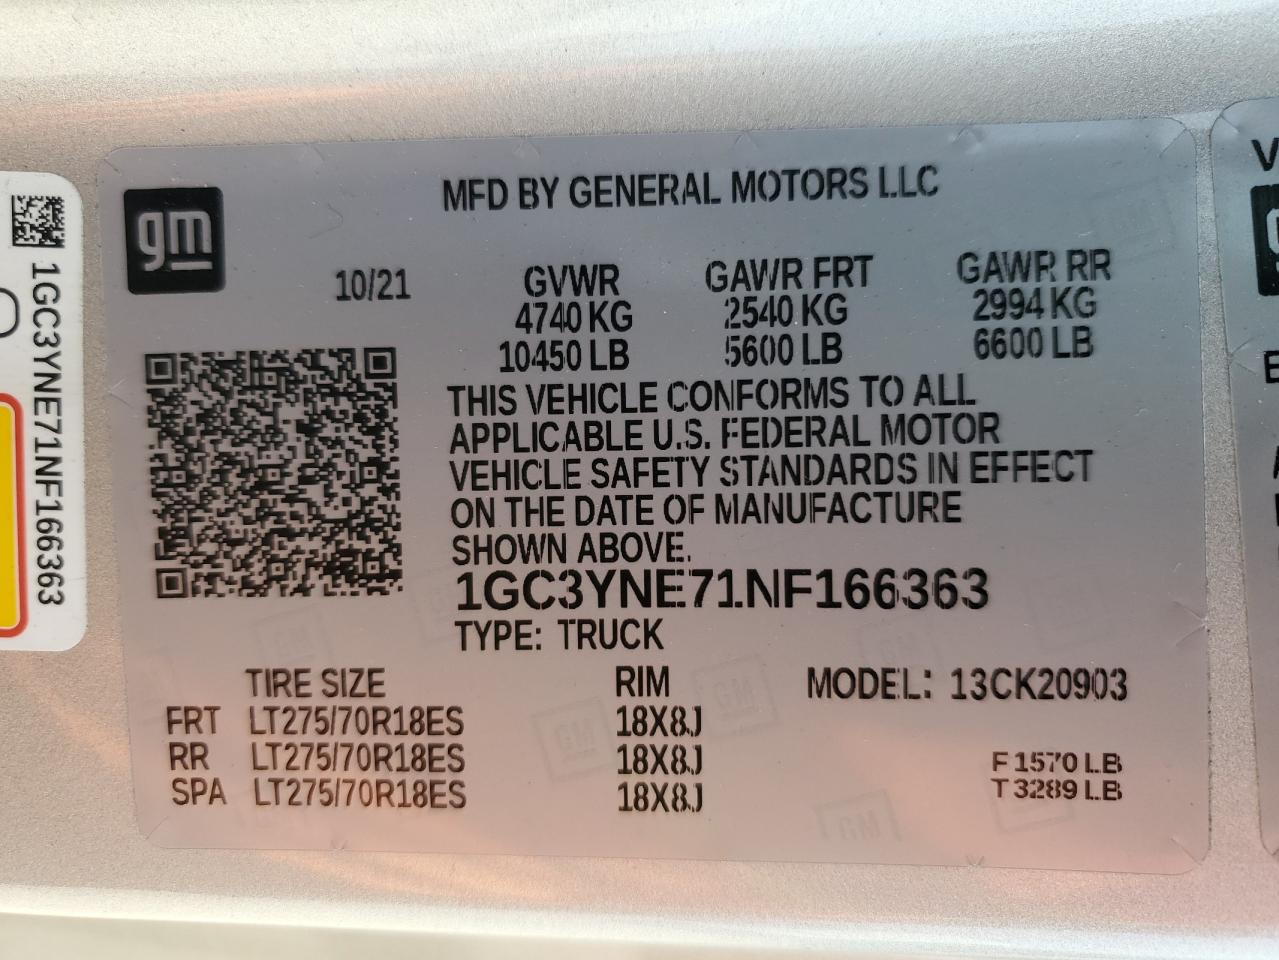 1GC3YNE71NF166363
gm
MFD BY GENERAL MOTORS LLC
10/21
GVWR GAWR FRT GAWR RR
4740 KG 2540 KG 2994 KG
10450 LB 5600 LB 6600 LB
THIS VEHICLE CONFORMS TO ALL
APPLICABLE U.S. FEDERAL MOTOR
VEHICLE SAFETY STANDARDS IN EFFECT
ON THE DATE OF MANUFACTURE
SHOWN ABOVE.
1GC3YNE71NF166363
TYPE: TRUCK
TIRE SIZE RIM MODEL: 13CK20903
FRT LT275/70R18ES 18X8J
RR LT275/70R18ES 18X8J F 1570 LB
SPA LT275/70R18ES 18X8J T 3289 LB